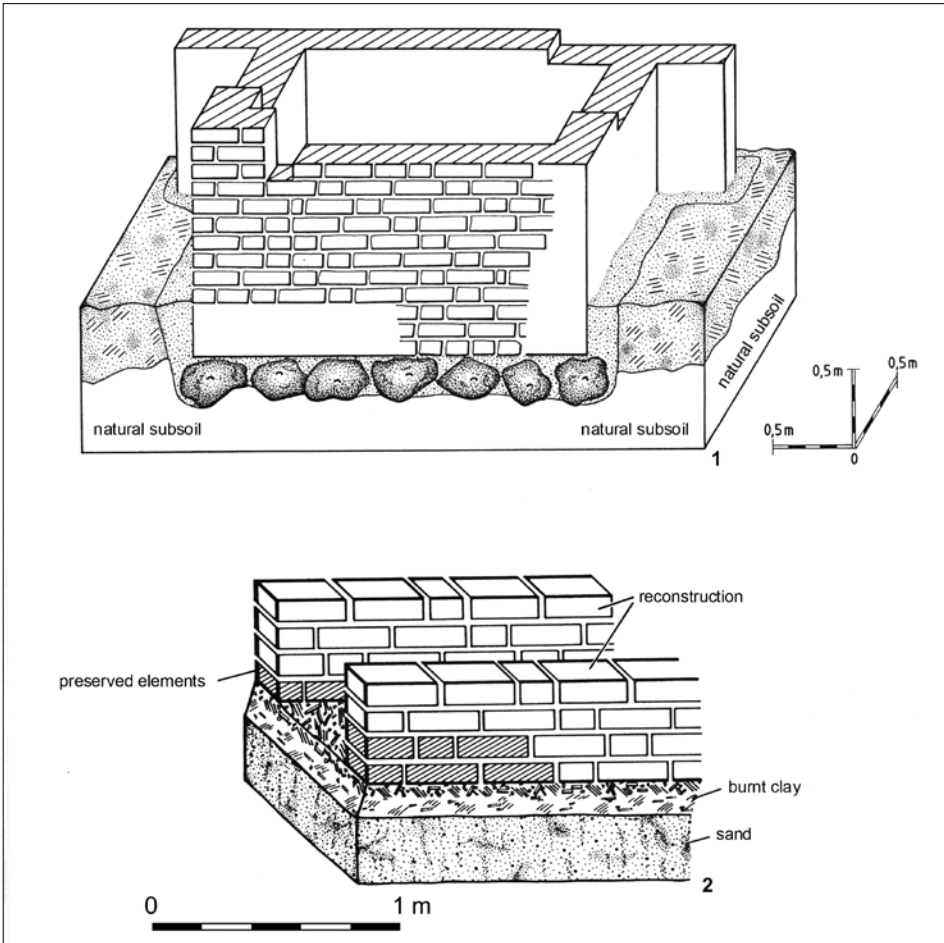 natural subsoil
natural subsoil
natural subsoil
0,5 m
0,5 m
0,5 m
0
1
reconstruction
preserved elements
burnt clay
sand
2
0
1 m